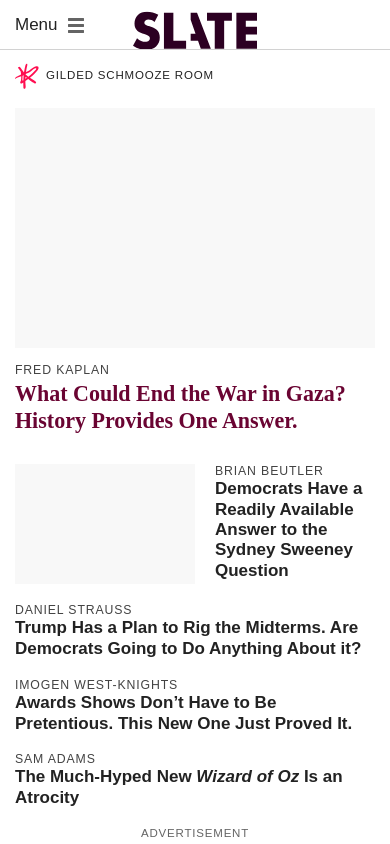 Menu
SLATE
GILDED SCHMOOZE ROOM
FRED KAPLAN
What Could End the War in Gaza?
History Provides One Answer.
BRIAN BEUTLER
Democrats Have a
Readily Available
Answer to the
Sydney Sweeney
Question
DANIEL STRAUSS
Trump Has a Plan to Rig the Midterms. Are
Democrats Going to Do Anything About it?
IMOGEN WEST-KNIGHTS
Awards Shows Don’t Have to Be
Pretentious. This New One Just Proved It.
SAM ADAMS
The Much-Hyped New Wizard of Oz Is an
Atrocity
ADVERTISEMENT